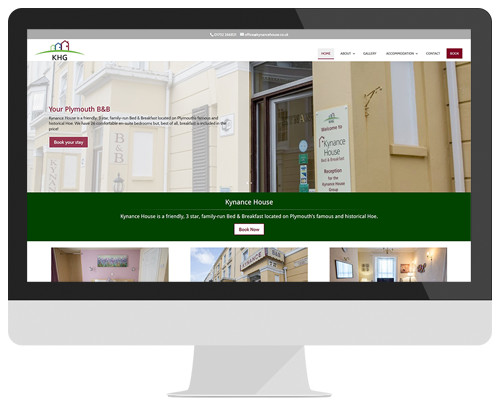 office@kynancehouse.co.uk
KHG
HOME ABOUT GALLERY ACCOMMODATION CONTACT BOOK
Your Plymouth B&B
Kynance House is a friendly, 3 star, family-run Bed & Breakfast located on Plymouth's famous and
historical Hoe. We have 26 comfortable en-suite bedrooms but, best of all, breakfast is included in the
price!
Book your stay
B&B
KYNANCE
Welcome to
Kynance
House
Bed & Breakfast
Reception
for the
Kynance House
Group
Kynance House
Kynance House is a friendly, 3 star, family-run Bed & Breakfast located on Plymouth's famous and historical Hoe.
Book Now
KYNANCE